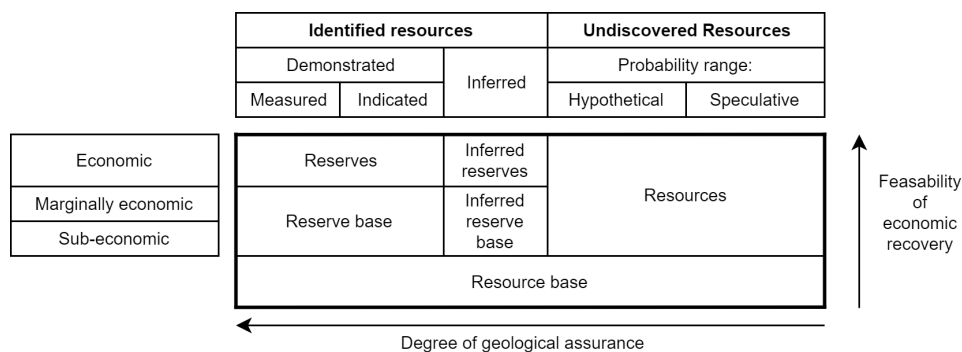 Identified resources
Undiscovered Resources
Demonstrated
Inferred
Probability range:
Measured
Indicated
Hypothetical
Speculative
Economic
Marginally economic
Sub-economic
Reserves
Inferred
reserves
Resources
Reserve base
Inferred
reserve
base
Resource base
Feasability
of
economic
recovery
Degree of geological assurance